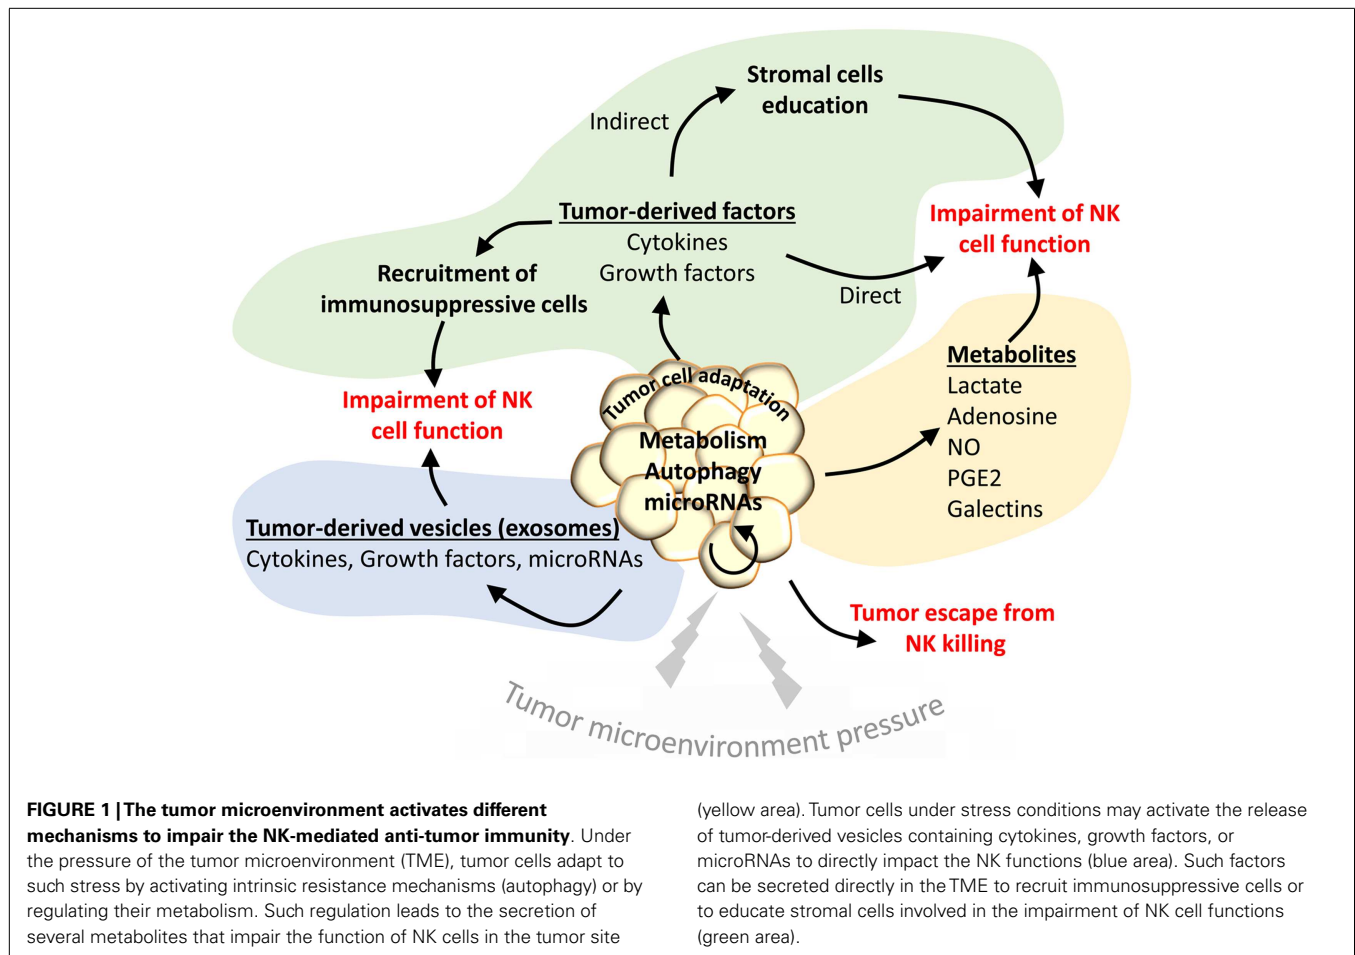 Stromal cells
education
Indirect
Tumor-derived factors
Cytokines
Growth factors
Impairment of NK
cell function
Recruitment of
immunosuppressive cells
Direct
Metabolites
Lactate
Adenosine
NO
PGE2
Galectins
Impairment of NK
cell function
Tumor cell adaptation
Metabolism
Autophagy
microRNAs
Tumor-derived vesicles (exosomes)
Cytokines, Growth factors, microRNAs
Tumor escape from
NK killing
Tumor microenvironment pressure
FIGURE 1 | The tumor microenvironment activates different
mechanisms to impair the NK-mediated anti-tumor immunity. Under
the pressure of the tumor microenvironment (TME), tumor cells adapt to
such stress by activating intrinsic resistance mechanisms (autophagy) or by
regulating their metabolism. Such regulation leads to the secretion of
several metabolites that impair the function of NK cells in the tumor site
(yellow area). Tumor cells under stress conditions may activate the release
of tumor-derived vesicles containing cytokines, growth factors, or
microRNAs to directly impact the NK functions (blue area). Such factors
can be secreted directly in the TME to recruit immunosuppressive cells or
to educate stromal cells involved in the impairment of NK cell functions
(green area).